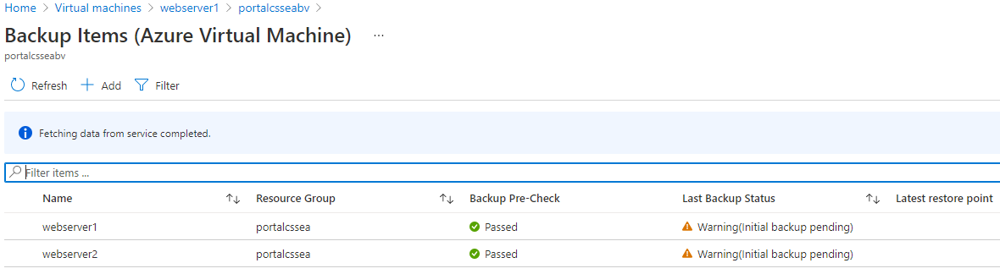 Home > Virtual machines > webserver1 > portalcsseabv >
Backup Items (Azure Virtual Machine) ...
portalcsseabv
Refresh + Add Filter
Fetching data from service completed.
Filter items ...
Name ↑↓ Resource Group ↑↓ Backup Pre-Check Last Backup Status ↑↓ Latest restore point
webserver1 portalcssea Passed Warning(Initial backup pending)
webserver2 portalcssea Passed Warning(Initial backup pending)